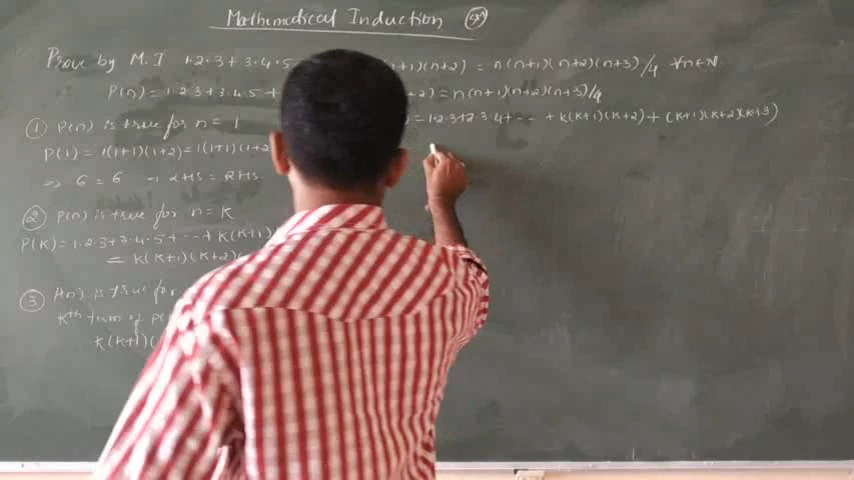 Mathematical Induction
Prove by M.I 1·2·3+3·4·5 (n+1)(n+2) = n(n+1)(n+2)(n+3)/4 ∀n∈N
P(n)=1·2·3+3·4·5+ +2)=n(n+1)(n+2)(n+3)/4
① P(n) is true for n=1
P(1)=1(1+1)(1+2)=1(1+1)(1+2
⇒ 6=6 ⇒ LHS=RHS.
② P(n) is true for n=K
P(K)=1·2·3+3·4·5+---+K(K+1)
=K(K+1)(K+2)(
③ P(n) is true for
Kth term of P(
K(K+1)(
=1·2·3+2·3·4+--- +K(K+1)(K+2)+(K+1)(K+2)(K+3)